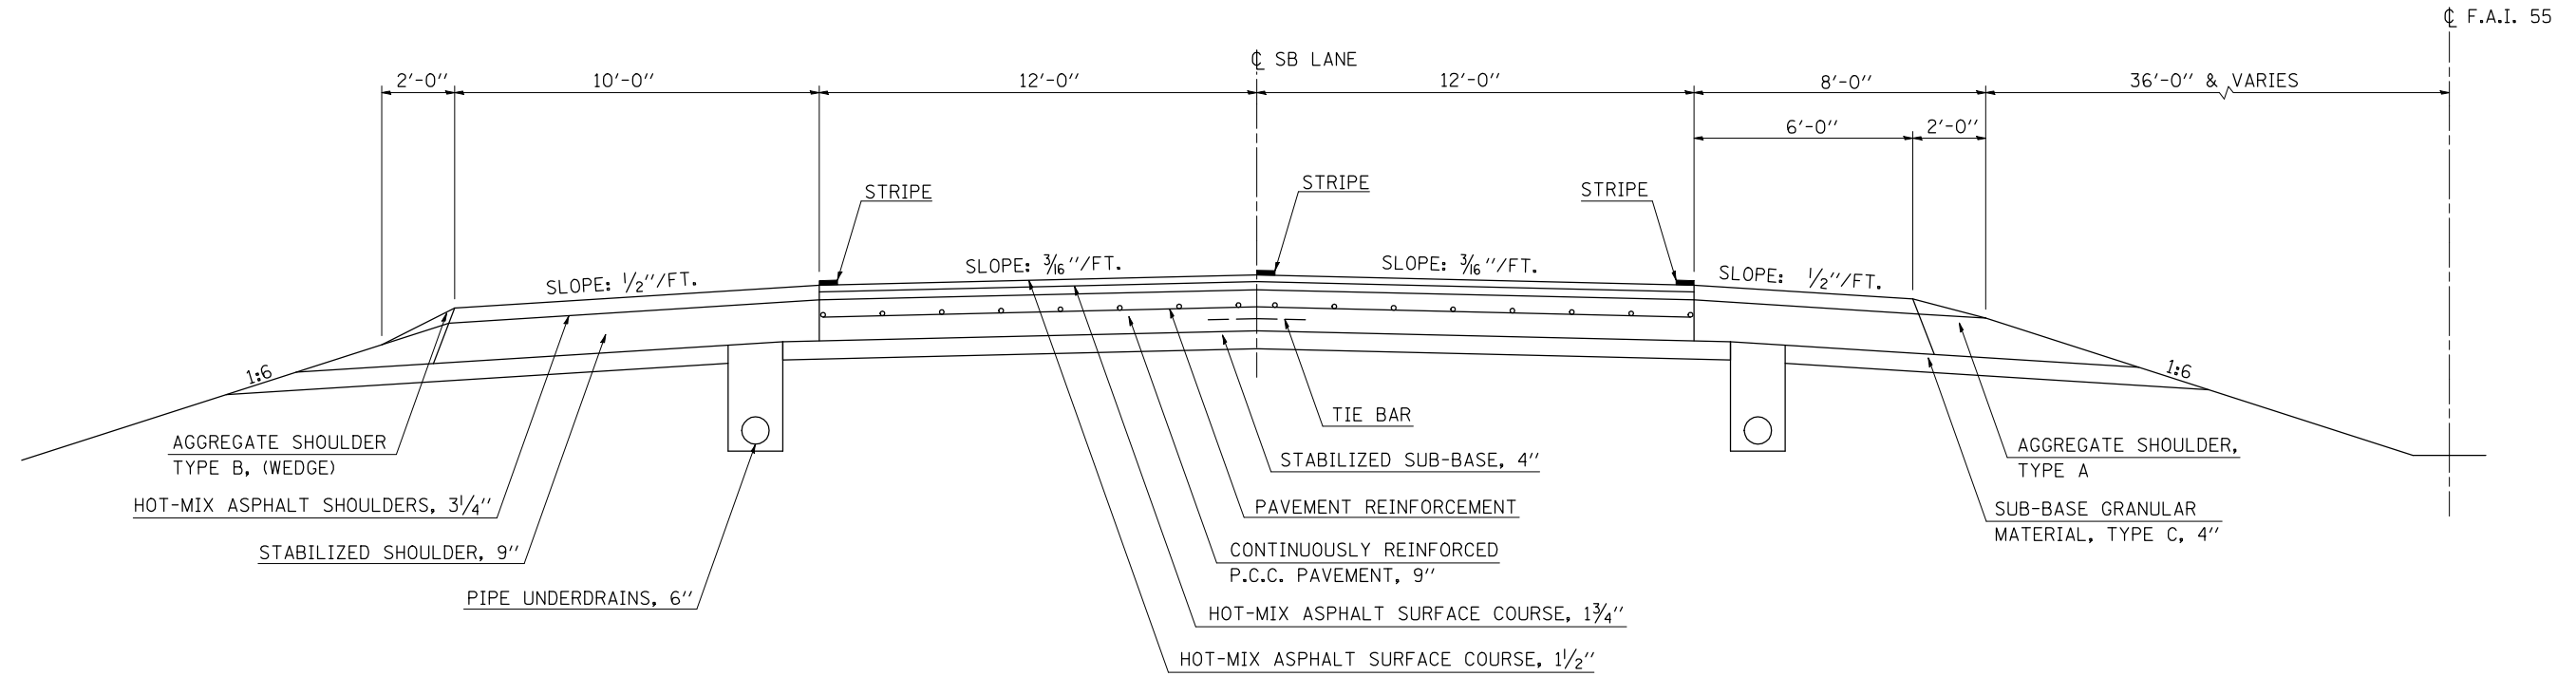 ℄ F.A.I. 55
℄ SB LANE
2'-0"
10'-0"
12'-0"
12'-0"
8'-0"
36'-0" & VARIES
6'-0"
2'-0"
STRIPE
STRIPE
STRIPE
SLOPE: 1/2"/FT.
SLOPE: 3/16"/FT.
SLOPE: 3/16"/FT.
SLOPE: 1/2"/FT.
1:6
1:6
AGGREGATE SHOULDER
TYPE B, (WEDGE)
HOT-MIX ASPHALT SHOULDERS, 3 1/4"
STABILIZED SHOULDER, 9"
PIPE UNDERDRAINS, 6"
TIE BAR
STABILIZED SUB-BASE, 4"
PAVEMENT REINFORCEMENT
CONTINUOUSLY REINFORCED
P.C.C. PAVEMENT, 9"
HOT-MIX ASPHALT SURFACE COURSE, 1 3/4"
HOT-MIX ASPHALT SURFACE COURSE, 1 1/2"
AGGREGATE SHOULDER,
TYPE A
SUB-BASE GRANULAR
MATERIAL, TYPE C, 4"